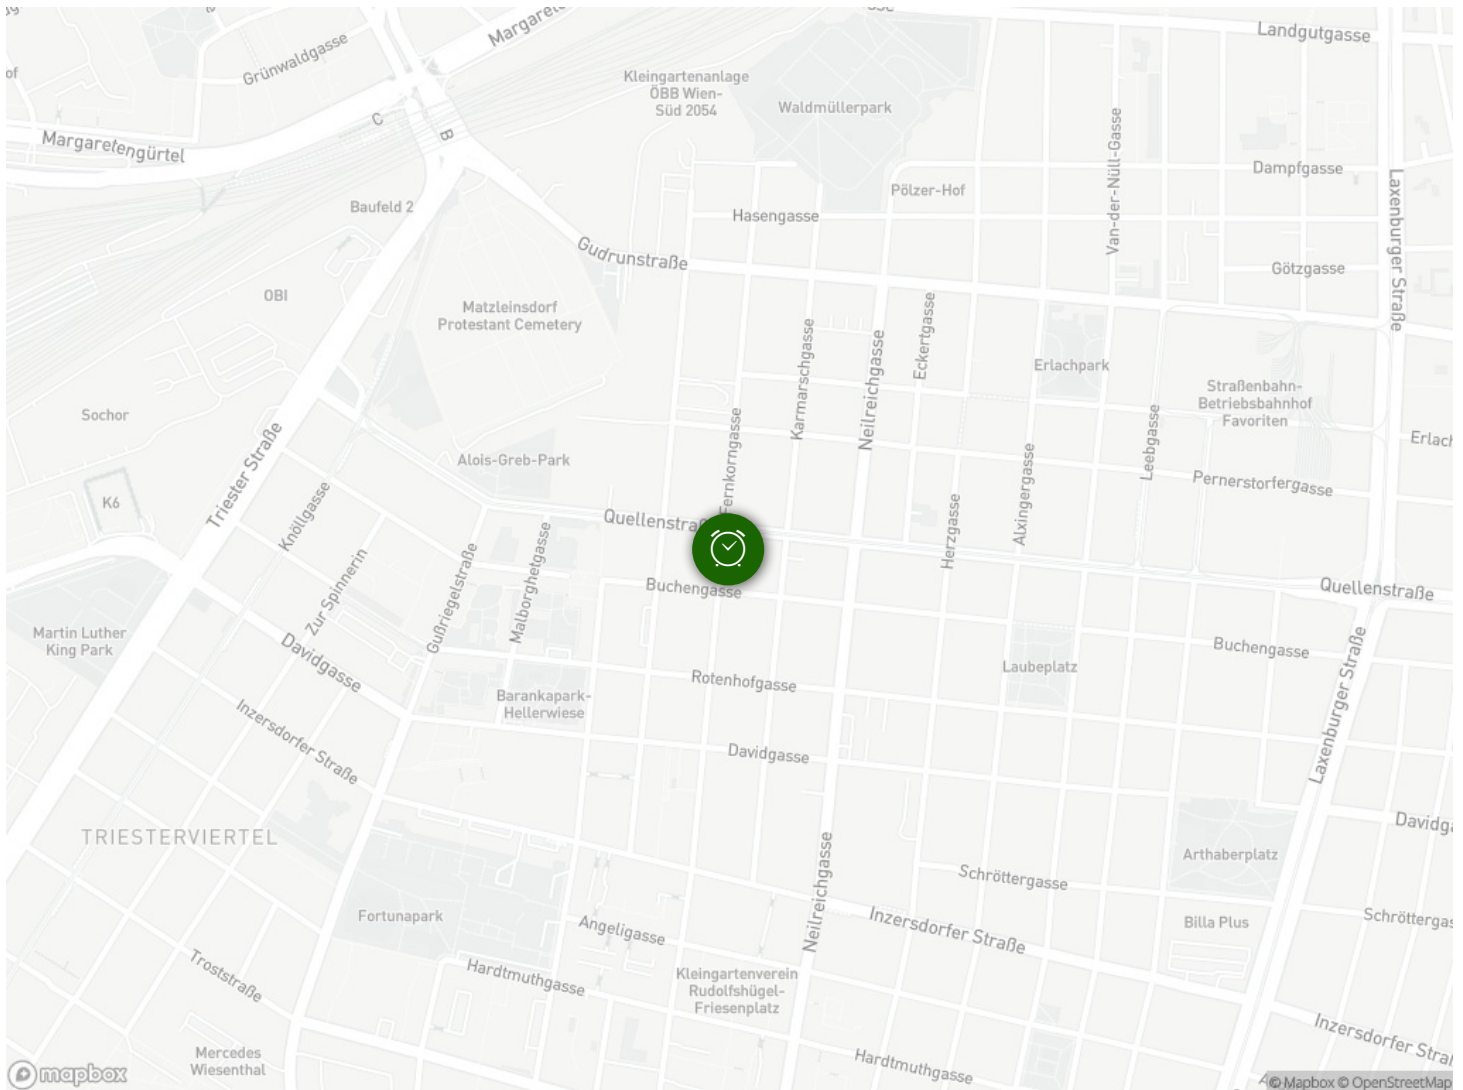 Landgutgasse
Grünwaldgasse
Kleingartenanlage
ÖBB Wien-
Süd 2054
Waldmüllerpark
C
B
Margaretengürtel
Van-der-Nüll-Gasse
Dampfgasse
Laxenburger Straße
Pölzer-Hof
Baufeld 2
Hasengasse
Gudrunstraße
Götzgasse
OBI
Matzleinsdorf
Protestant Cemetery
Eckertgasse
Karmarschgasse
Neilreichgasse
Erlachpark
Straßenbahn-
Betriebsbahnhof
Favoriten
Sochor
Fernkorngasse
Leebgasse
Erlach
Alois-Greb-Park
Triester Straße
Alxingergasse
Pernerstorfergasse
K6
Knöllgasse
Herzgasse
Quellenstraß
Malborghetgasse
Gußriegelstraße
Zur Spinnerin
Buchengasse
Quellenstraße
Martin Luther
King Park
Davidgasse
Buchengasse
Laubeplatz
Laxenburger Straße
Rotenhofgasse
Barankapark-
Hellerwiese
Inzersdorfer Straße
Davidgasse
TRIESTERVIERTEL
Davidga
Arthaberplatz
Neilreichgasse
Schröttergasse
Fortunapark
Angeligasse
Inzersdorfer Straße
Billa Plus
Schröttergas
Troststraße
Hardtmuthgasse
Kleingartenverein
Rudolfshügel-
Friesenplatz
Inzersdorfer Stra
Mercedes
Wiesenthal
Hardtmuthgasse
mapbox
© Mapbox © OpenStreetMap